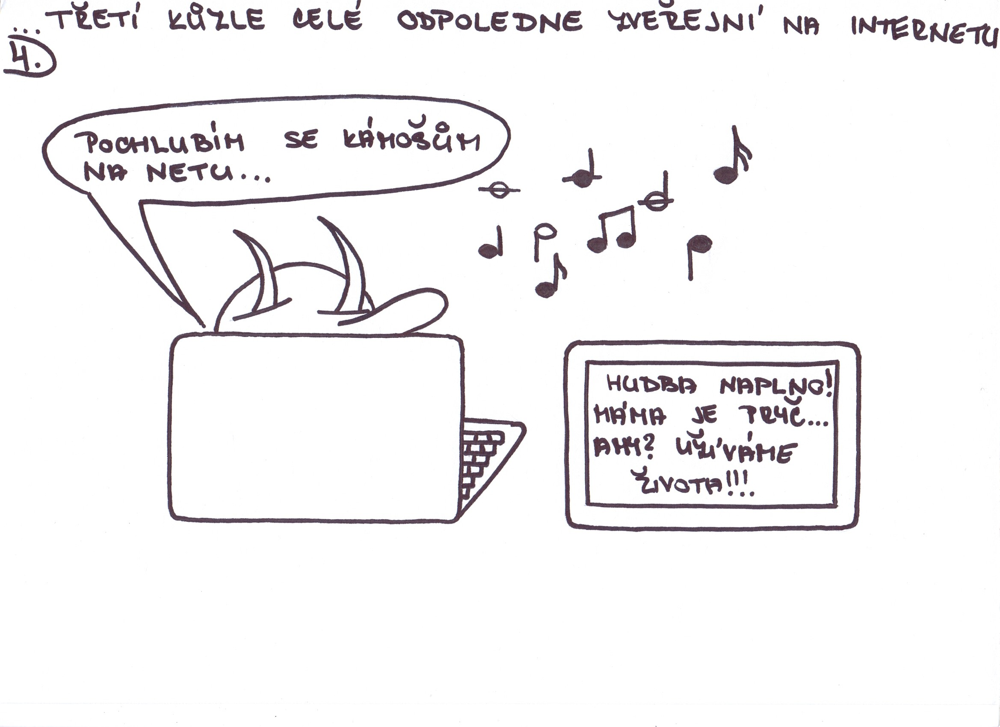 ... TŘETÍ KŮZLE CELÉ ODPOLEDNE ZVEŘEJNÍ NA INTERNETU
4.
POCHLUBÍM SE KÁMOŠŮM
NA NETU...
HUDBA NAPLNO!
MÁMA JE PRYČ...
A MY? UŽÍVÁME
ŽIVOTA!!!